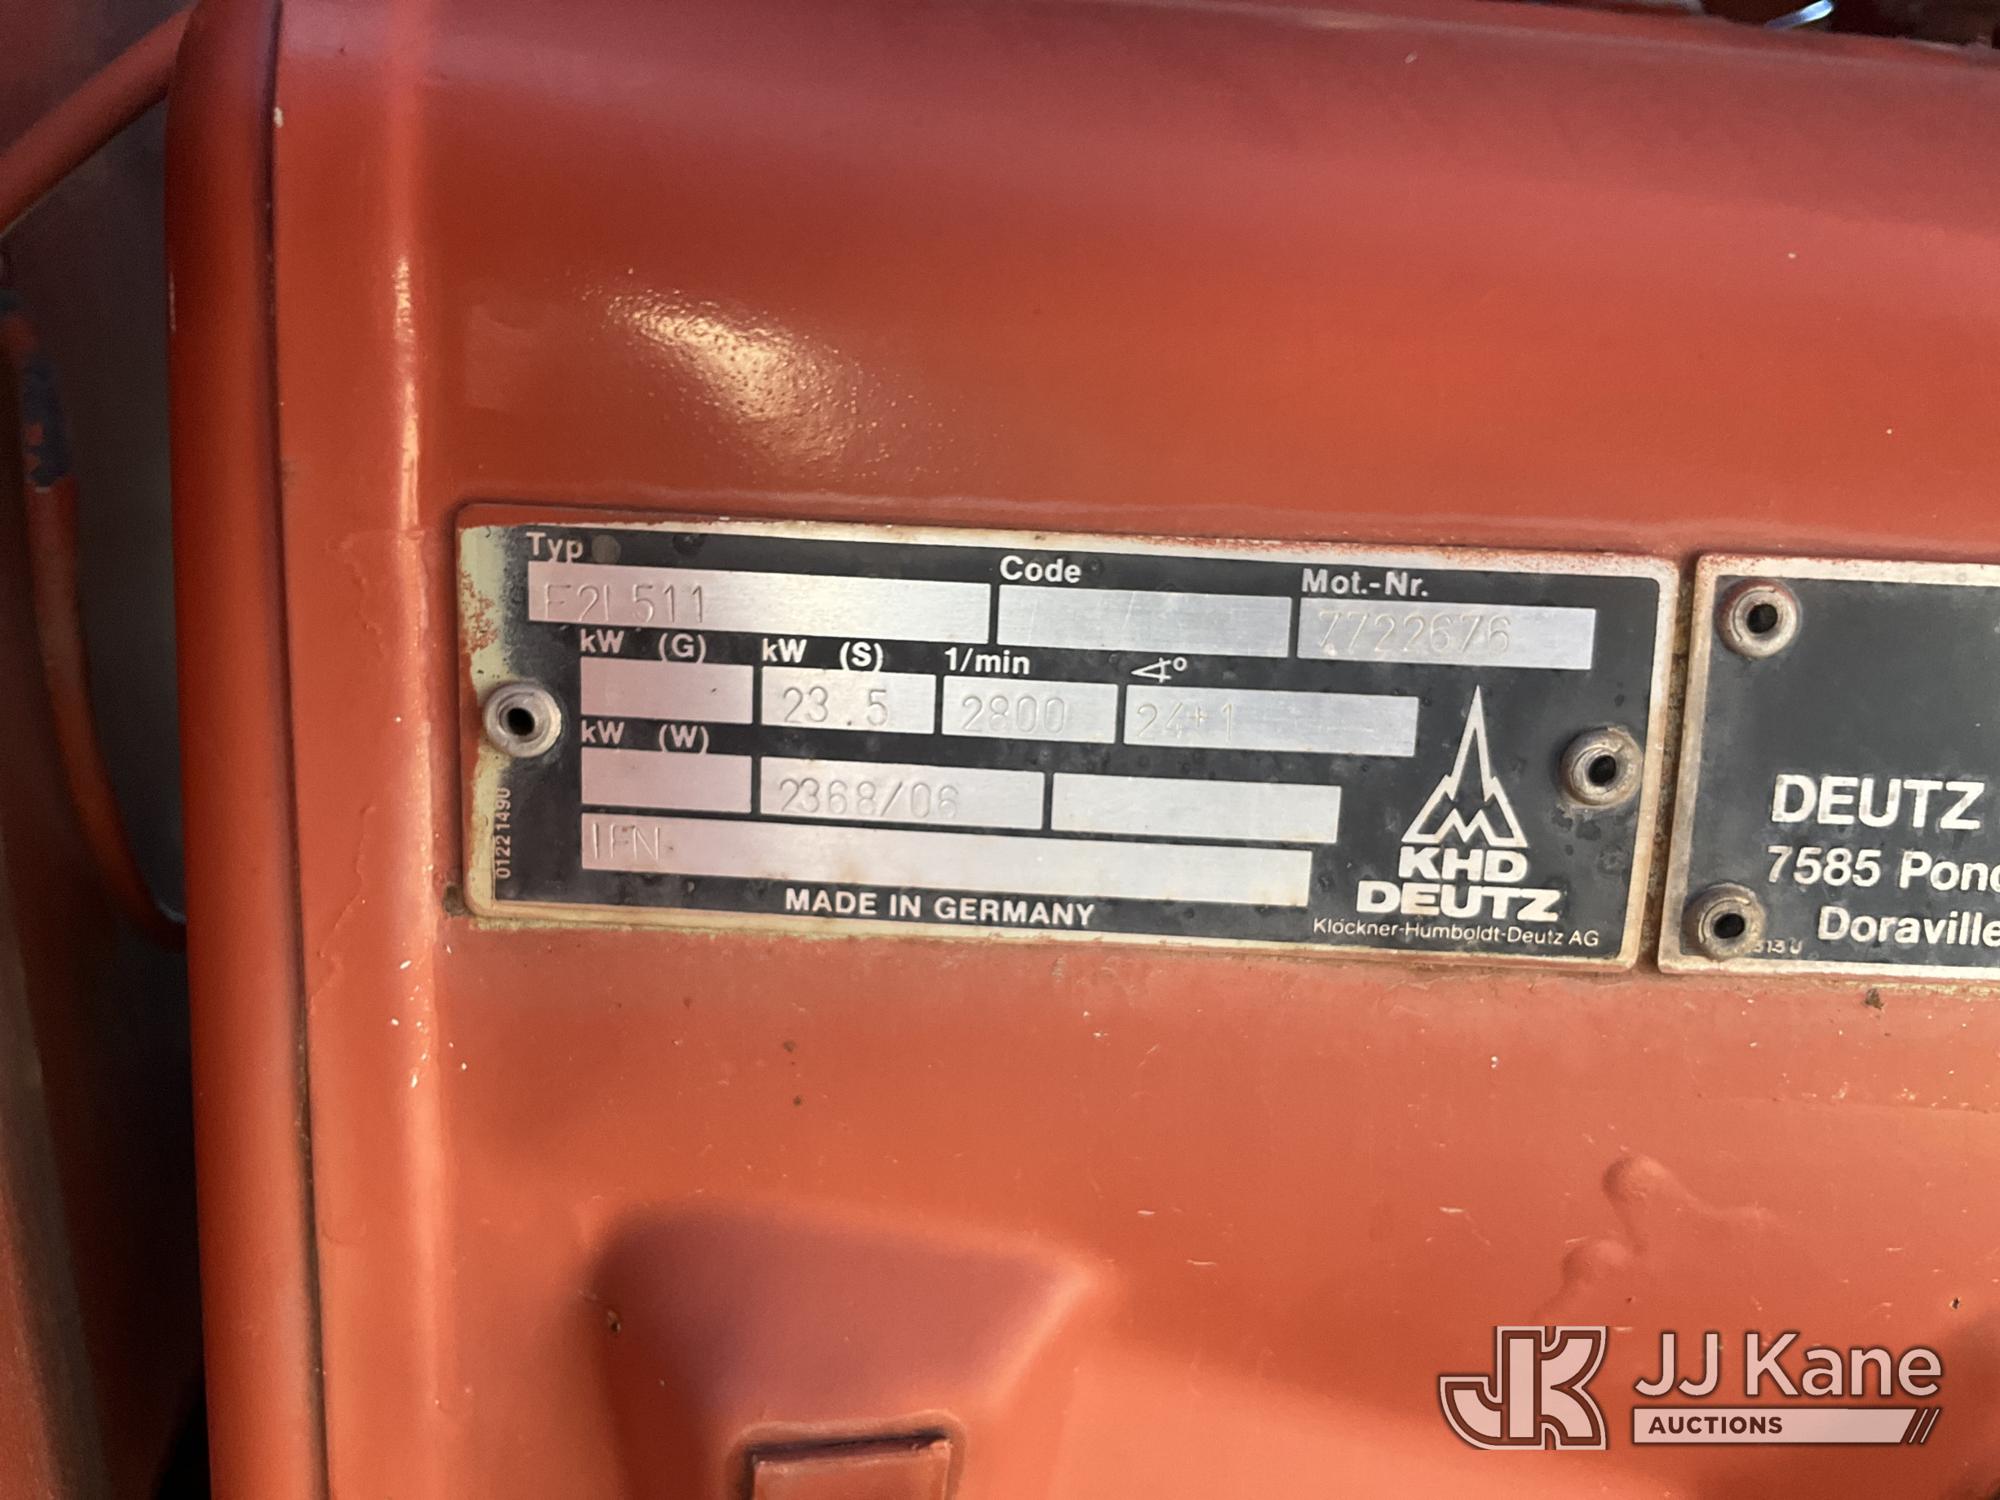 Typ
F2L511
Code
Mot.-Nr.
7722676
kW (G)
kW (S)
23.5
1/min
2800
∢°
24+1
kW (W)
2368/06
IFN
01221490
MADE IN GERMANY
KHD
DEUTZ
Klöckner-Humboldt-Deutz AG
DEUTZ
7585
Doraville
JK
JJ Kane
AUCTIONS